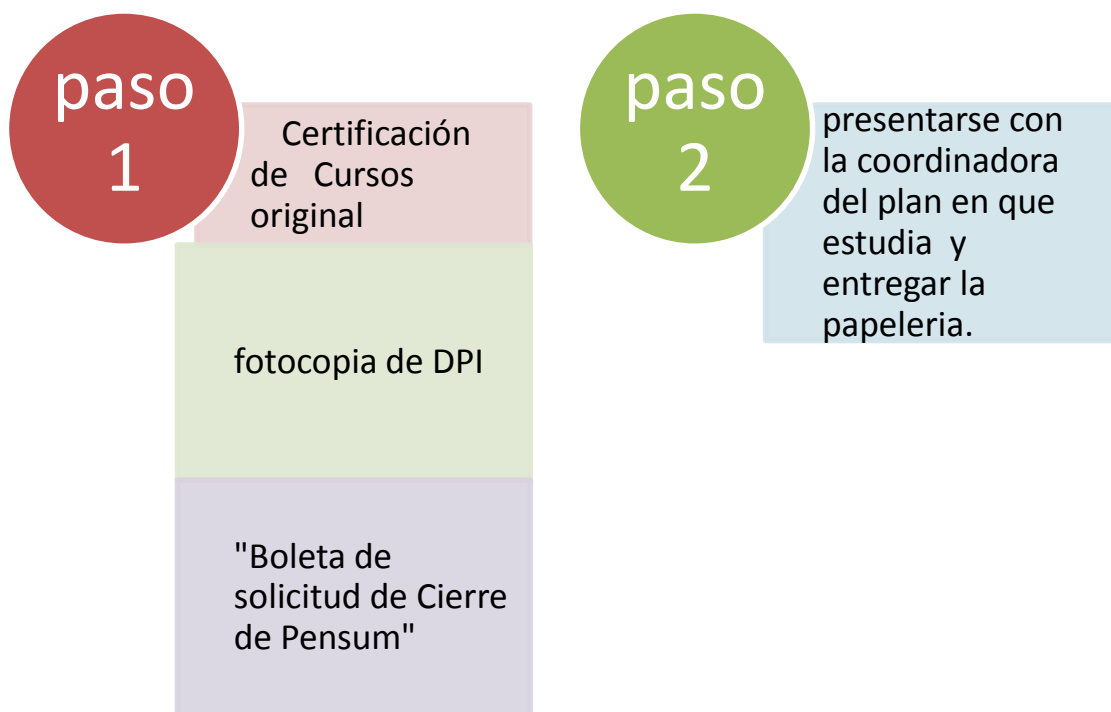 paso
1
Certificación
de Cursos
original
fotocopia de DPI
"Boleta de
solicitud de Cierre
de Pensum"
paso
2
presentarse con
la coordinadora
del plan en que
estudia y
entregar la
papeleria.